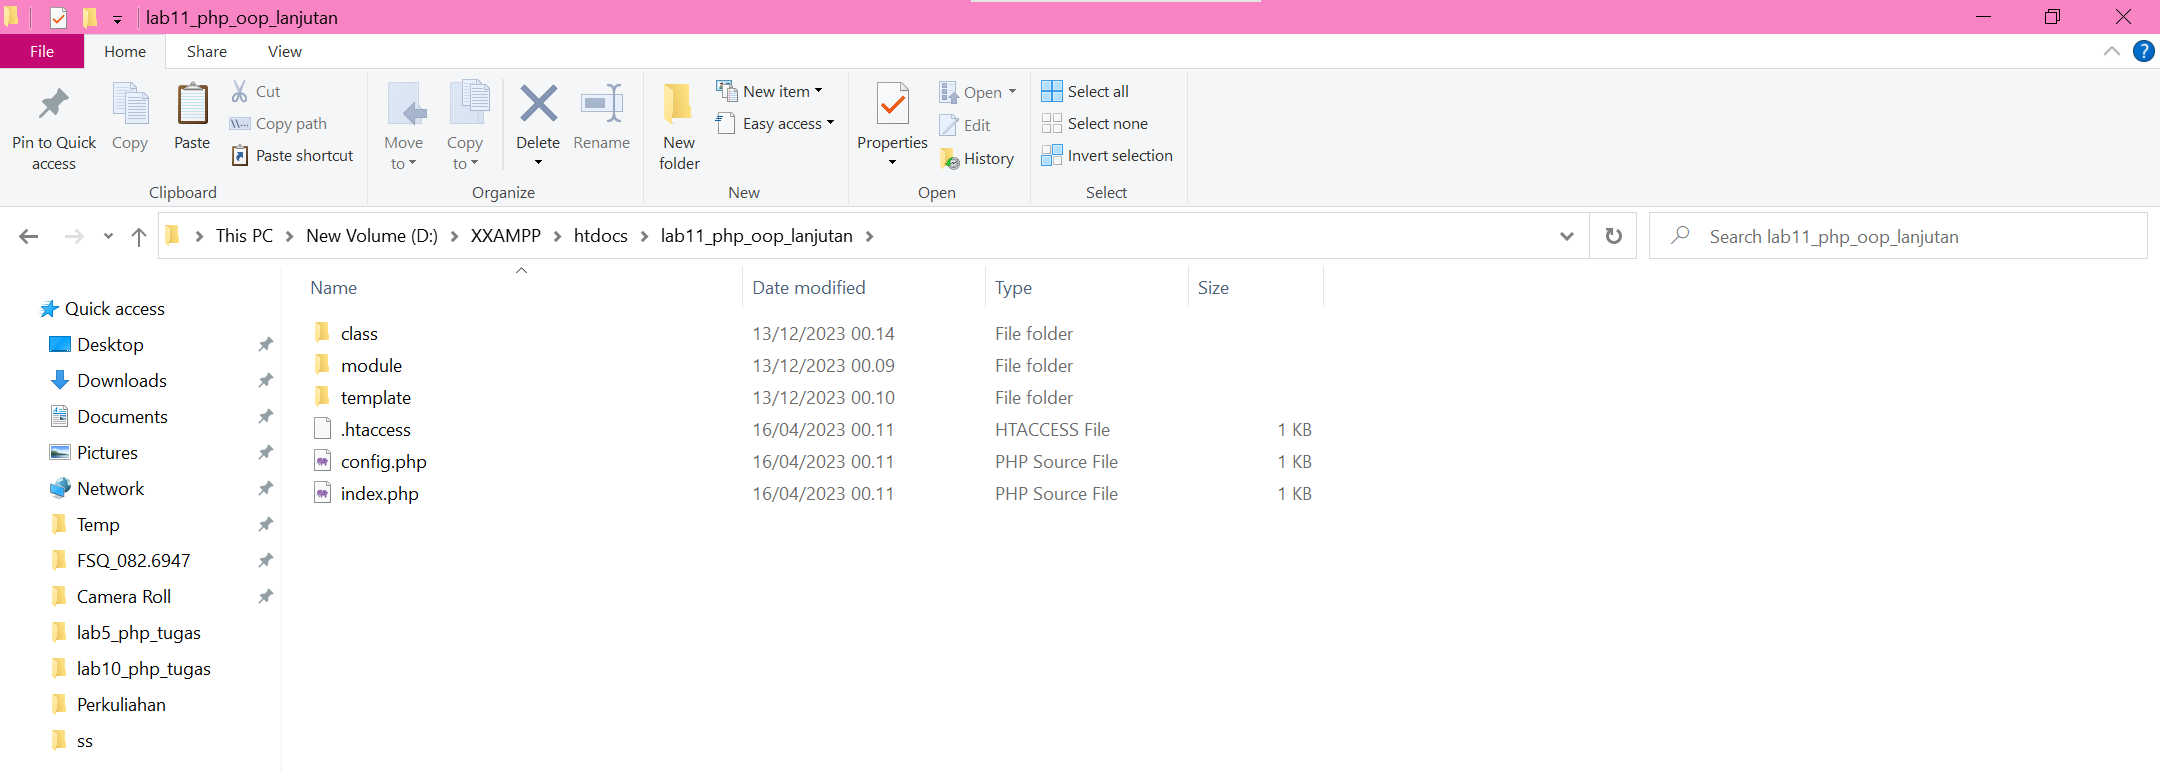 lab11_php_oop_lanjutan
File Home Share View ?
Pin to Quick access
Copy
Paste
Cut
Copy path
Paste shortcut
Clipboard
Move to
Copy to
Delete
Rename
Organize
New folder
New item
Easy access
New
Properties
Open
Edit
History
Open
Select all
Select none
Invert selection
Select
This PC New Volume (D:) XXAMPP htdocs lab11_php_oop_lanjutan
Search lab11_php_oop_lanjutan
Quick access
Desktop
Downloads
Documents
Pictures
Network
Temp
FSQ_082.6947
Camera Roll
lab5_php_tugas
lab10_php_tugas
Perkuliahan
ss
Name Date modified Type Size
class 13/12/2023 00.14 File folder
module 13/12/2023 00.09 File folder
template 13/12/2023 00.10 File folder
.htaccess 16/04/2023 00.11 HTACCESS File 1 KB
config.php 16/04/2023 00.11 PHP Source File 1 KB
index.php 16/04/2023 00.11 PHP Source File 1 KB